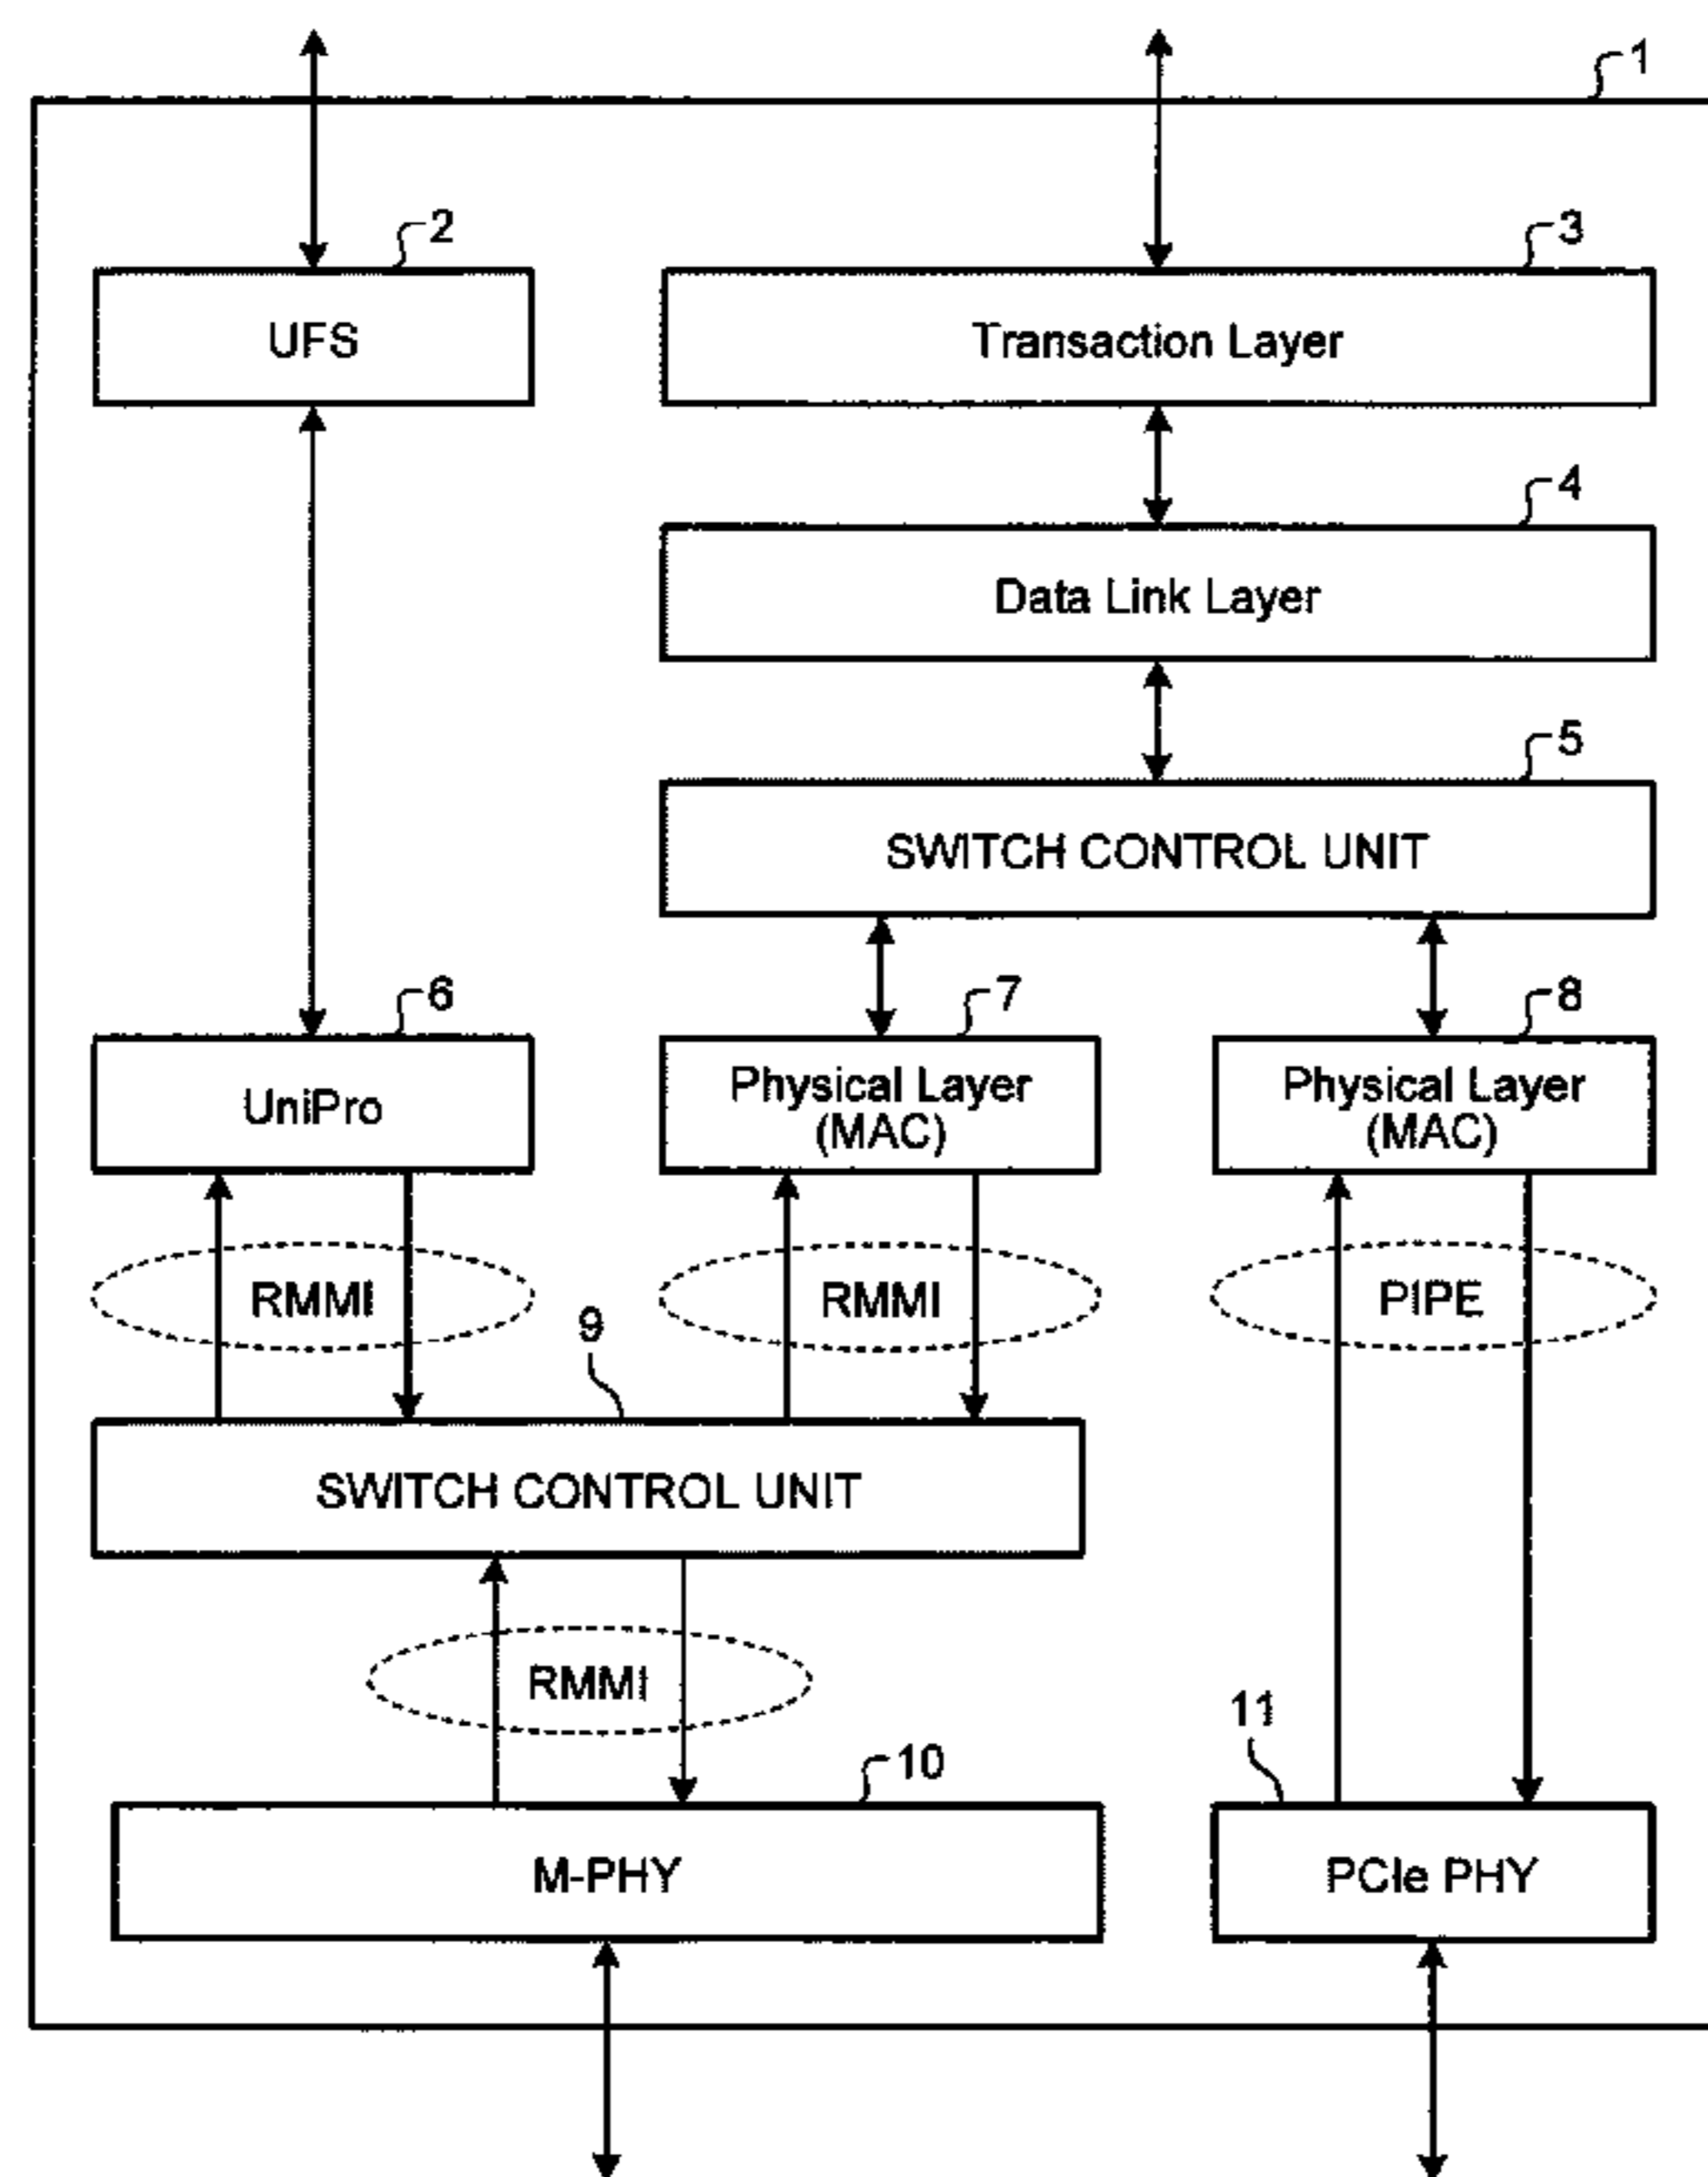 1
2
3
UFS
Transaction Layer
4
Data Link Layer
5
SWITCH CONTROL UNIT
6
7
8
UniPro
Physical Layer
(MAC)
Physical Layer
(MAC)
RMMI
RMMI
PIPE
9
SWITCH CONTROL UNIT
RMMI
10
11
M-PHY
PCIe PHY